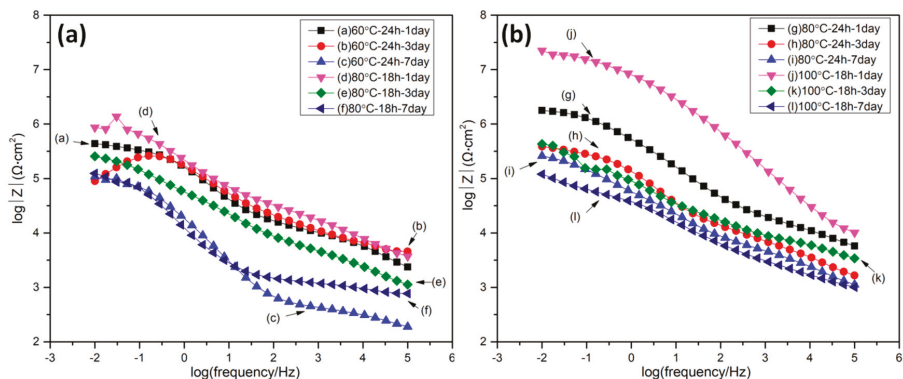 (a)
(a)60°C-24h-1day
(b)60°C-24h-3day
(c)60°C-24h-7day
(d)80°C-18h-1day
(e)80°C-18h-3day
(f)80°C-18h-7day
(d)
(a)
(b)
(e)
(f)
(c)
log|Z|(Ω·cm²)
8
7
6
5
4
3
2
-3 -2 -1 0 1 2 3 4 5 6
log(frequency/Hz)
(b)
(g)80°C-24h-1day
(h)80°C-24h-3day
(i)80°C-24h-7day
(j)100°C-18h-1day
(k)100°C-18h-3day
(l)100°C-18h-7day
(j)
(g)
(h)
(i)
(l)
(k)
log|Z|(Ω·cm²)
8
7
6
5
4
3
2
-3 -2 -1 0 1 2 3 4 5 6
log(frequency/Hz)